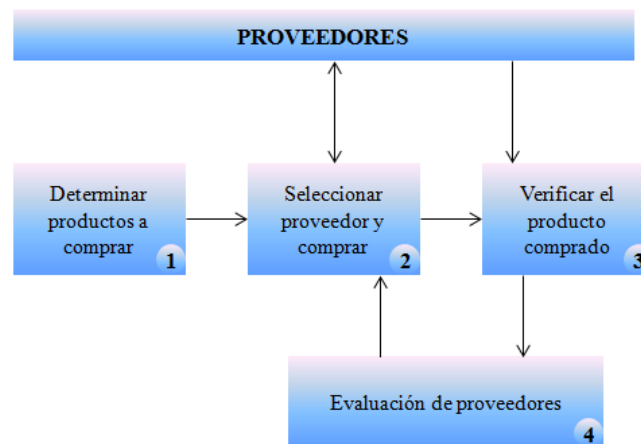 PROVEEDORES
Determinar
productos a
comprar
1
Seleccionar
proveedor y
comprar
2
Verificar el
producto
comprado
3
Evaluación de proveedores
4